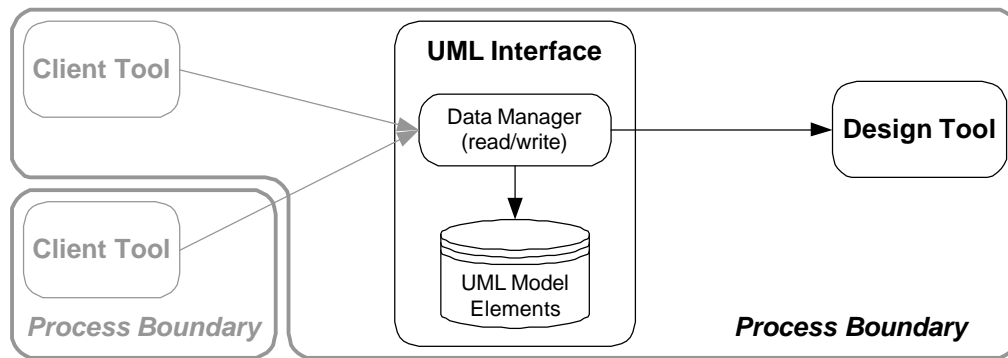 UML Interface
Client Tool
Data Manager
(read/write)
Design Tool
Client Tool
UML Model
Elements
Process Boundary
Process Boundary